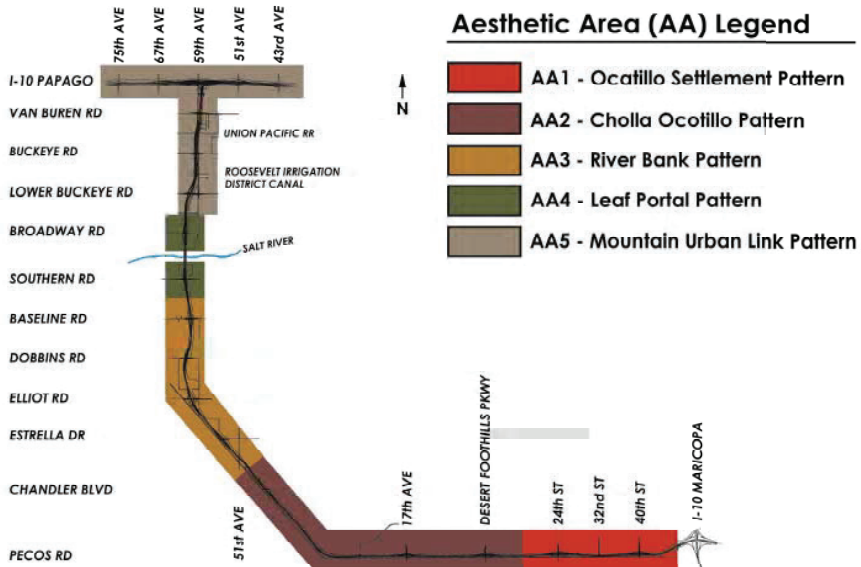 75th AVE
67th AVE
59th AVE
51st AVE
43rd AVE
Aesthetic Area (AA) Legend
I-10 PAPAGO
N
AA1 - Ocatillo Settlement Pattern
VAN BUREN RD
UNION PACIFIC RR
AA2 - Cholla Ocotillo Pattern
BUCKEYE RD
AA3 - River Bank Pattern
ROOSEVELT IRRIGATION
DISTRICT CANAL
LOWER BUCKEYE RD
AA4 - Leaf Portal Pattern
BROADWAY RD
SALT RIVER
AA5 - Mountain Urban Link Pattern
SOUTHERN RD
BASELINE RD
DOBBINS RD
ELLIOT RD
ESTRELLA DR
CHANDLER BLVD
51st AVE
17th AVE
DESERT FOOTHILLS PKWY
24th ST
32nd ST
40th ST
I-10 MARICOPA
PECOS RD